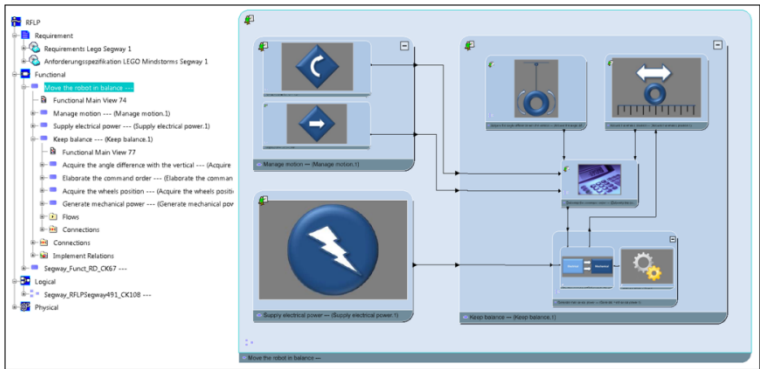 RFLP
Requirement
Requirements Lego Segway 1
Anforderungsspezifikation LEGO Mindstorms Segway 1
Functional
Move the robot in balance ---
Functional Main View 74
Manage motion --- (Manage motion.1)
Supply electrical power --- (Supply electrical power.1)
Keep balance --- (Keep balance.1)
Functional Main View 77
Acquire the angle difference with the vertical --- (Acquire
Elaborate the command order --- (Elaborate the comman
Acquire the wheels position --- (Acquire the wheels positi
Generate mechanical power --- (Generate mechanical pow
Flows
Connections
Connections
Implement Relations
Segway_Funct_RD_CK67 ---
Logical
Segway_RFLPSegway491_CK108 ---
Physical
Manage motion --- (Manage motion.1)
Supply electrical power --- (Supply electrical power.1)
Keep balance --- (Keep balance.1)
Move the robot in balance ---